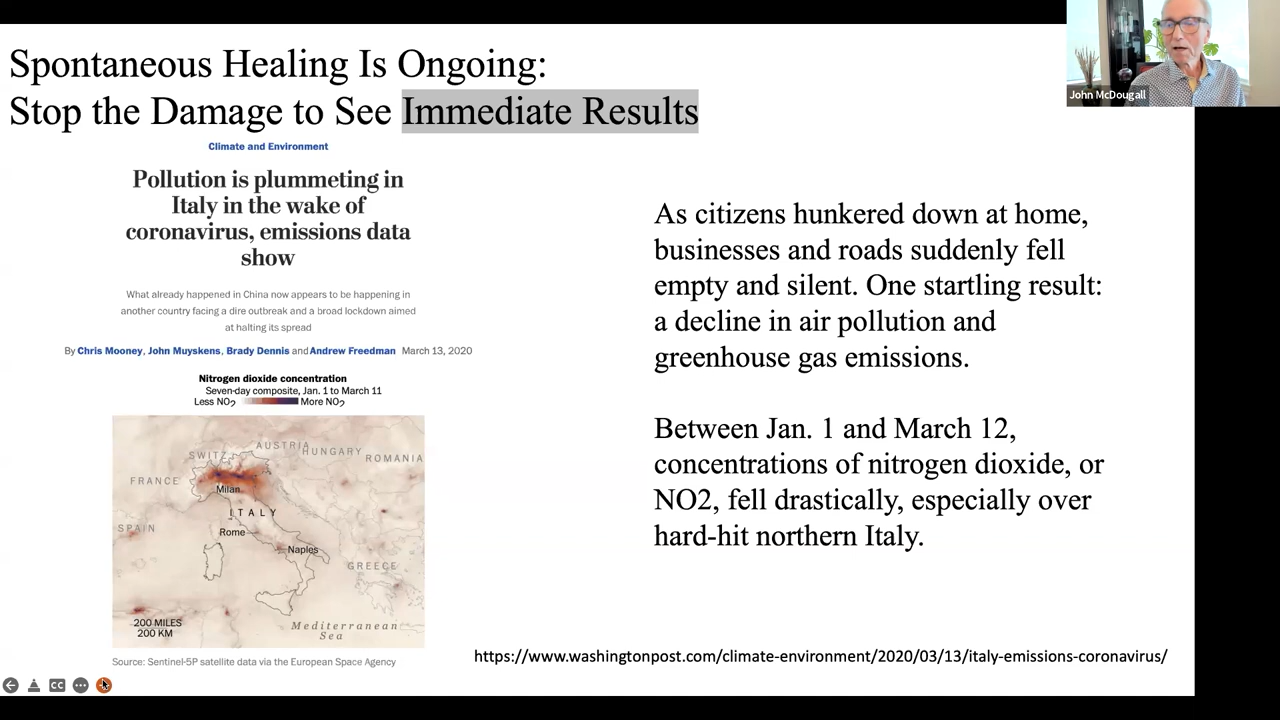 Spontaneous Healing Is Ongoing:
Stop the Damage to See Immediate Results
John McDougall
Climate and Environment
Pollution is plummeting in
Italy in the wake of
coronavirus, emissions data
show
What already happened in China now appears to be happening in
another country facing a dire outbreak and a broad lockdown aimed
at halting its spread
By Chris Mooney, John Muyskens, Brady Dennis and Andrew Freedman March 13, 2020
Nitrogen dioxide concentration
Seven-day composite, Jan. 1 to March 11
Less NO2 More NO2
AUSTRIA
SWITZ.
HUNGARY
ROMANIA
FRANCE
Milan
ITALY
SPAIN
Rome
Naples
GREECE
200 MILES
200 KM
Mediterranean
Sea
Source: Sentinel-5P satellite data via the European Space Agency
As citizens hunkered down at home,
businesses and roads suddenly fell
empty and silent. One startling result:
a decline in air pollution and
greenhouse gas emissions.
Between Jan. 1 and March 12,
concentrations of nitrogen dioxide, or
NO2, fell drastically, especially over
hard-hit northern Italy.
https://www.washingtonpost.com/climate-environment/2020/03/13/italy-emissions-coronavirus/
CC